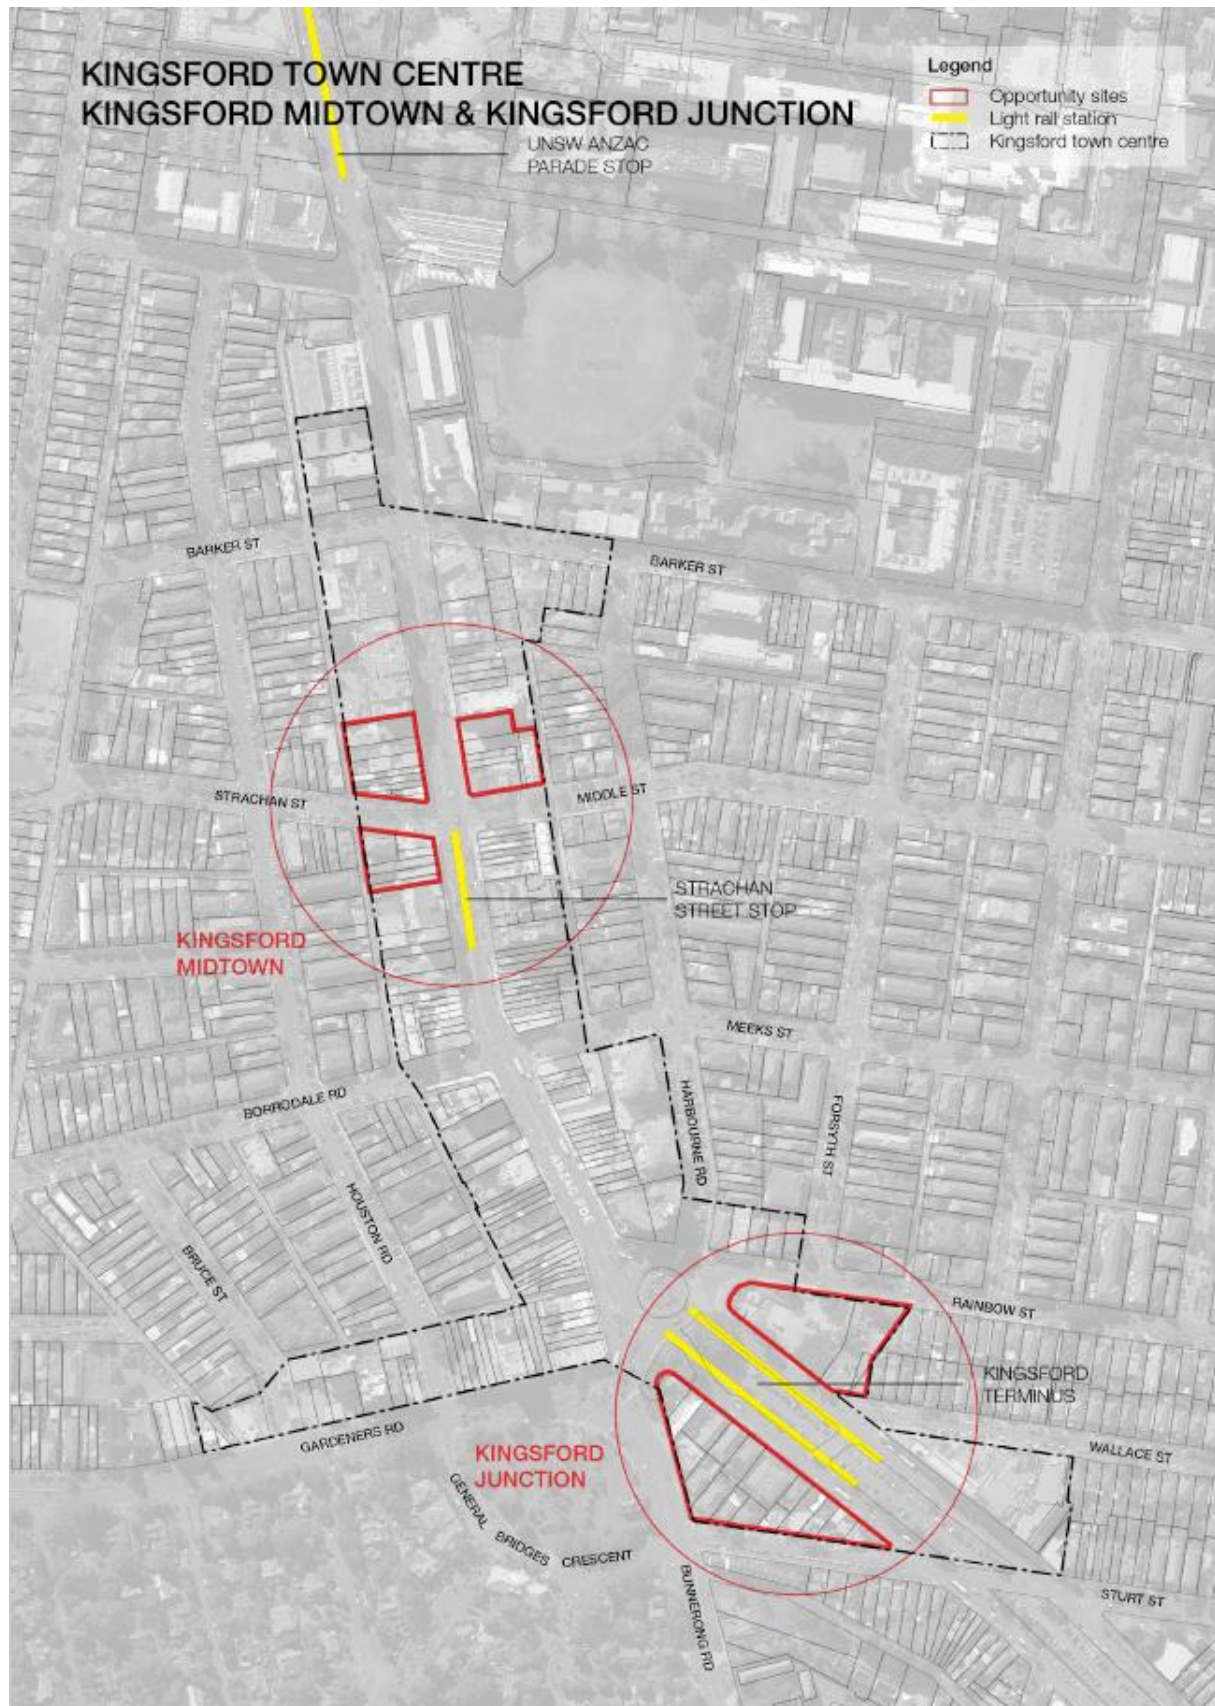 KINGSFORD TOWN CENTRE
KINGSFORD MIDTOWN & KINGSFORD JUNCTION
Legend
Opportunity sites
Light rail station
Kingsford town centre
UNSW ANZAC
PARADE STOP
BARKER ST
BARKER ST
STRACHAN ST
MIDDLE ST
STRACHAN
STREET STOP
KINGSFORD
MIDTOWN
MEEKS ST
BORRODALE RD
HARBOURNE RD
FORSYTH ST
ANZAC PDE
HOUSTON RD
BRUCE ST
RAINBOW ST
KINGSFORD
TERMINUS
GARDENERS RD
WALLACE ST
KINGSFORD
JUNCTION
GENERAL BRIDGES CRESCENT
BUNNERONG RD
STURT ST